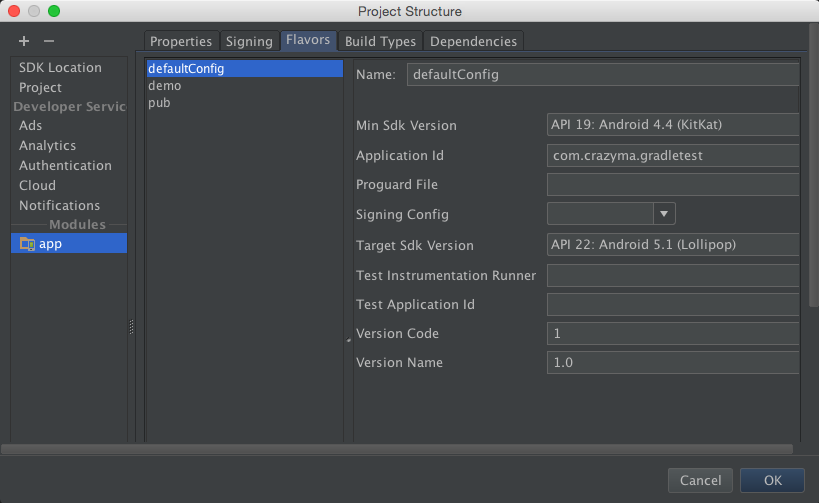 Project Structure
SDK Location
Project
Developer Servic
Ads
Analytics
Authentication
Cloud
Notifications
Modules
app
Properties Signing Flavors Build Types Dependencies
defaultConfig
demo
pub
Name: defaultConfig
Min Sdk Version API 19: Android 4.4 (KitKat)
Application Id com.crazyma.gradletest
Proguard File
Signing Config
Target Sdk Version API 22: Android 5.1 (Lollipop)
Test Instrumentation Runner
Test Application Id
Version Code 1
Version Name 1.0
Cancel OK